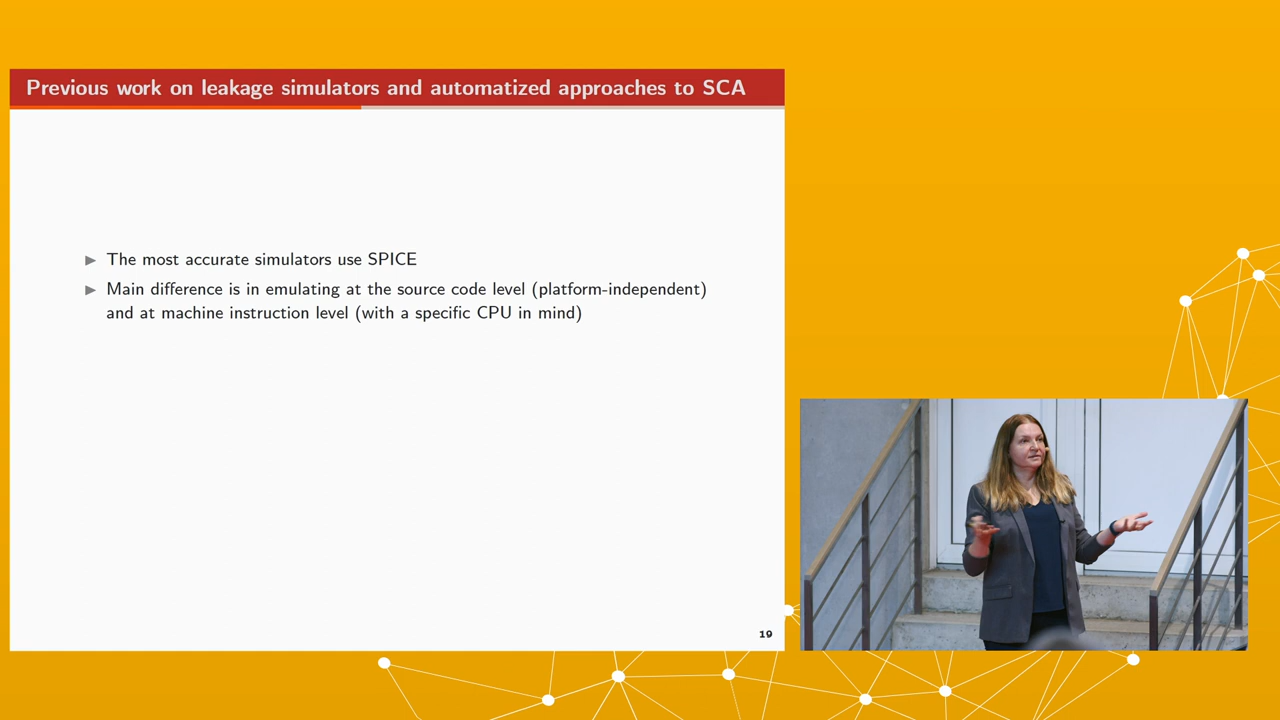 Previous work on leakage simulators and automatized approaches to SCA
▶ The most accurate simulators use SPICE
▶ Main difference is in emulating at the source code level (platform-independent)
and at machine instruction level (with a specific CPU in mind)
19